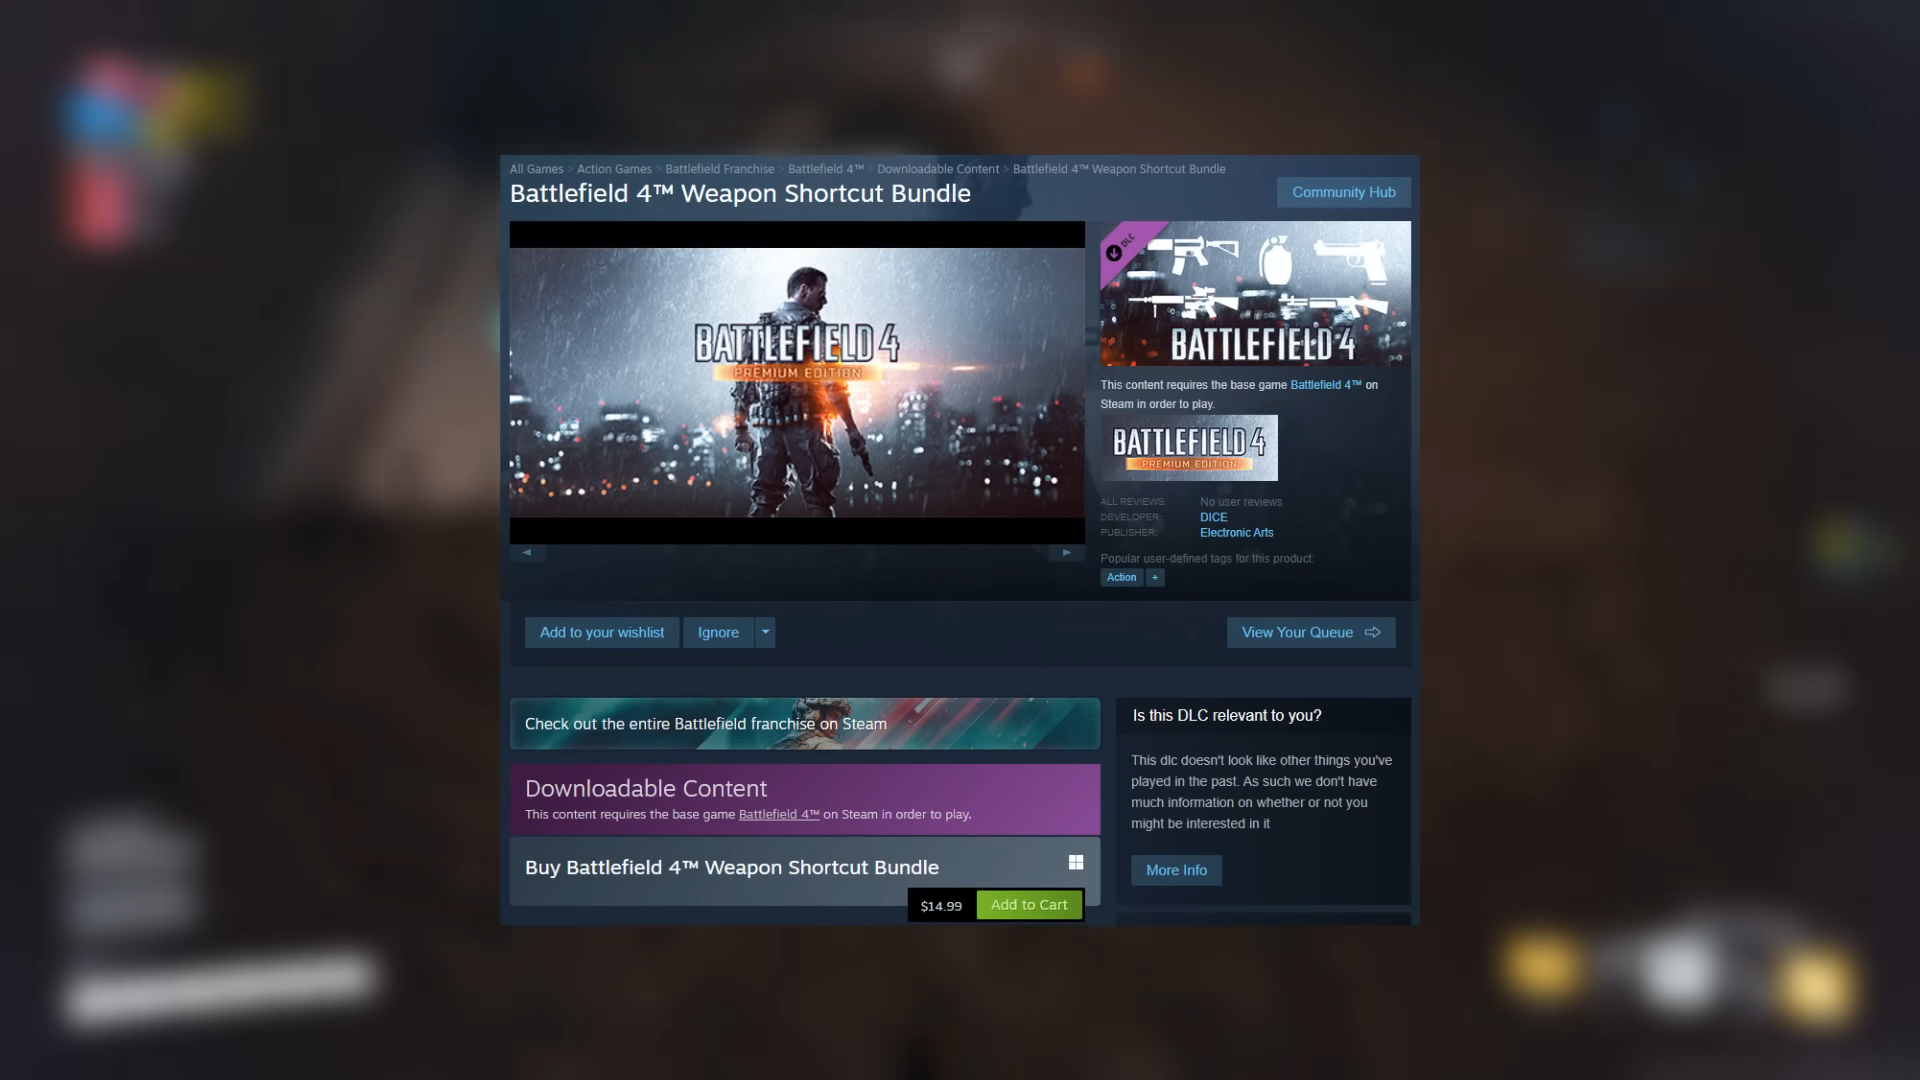 All Games > Action Games > Battlefield Franchise > Battlefield 4™ > Downloadable Content > Battlefield 4™ Weapon Shortcut Bundle
Battlefield 4™ Weapon Shortcut Bundle
Community Hub
BATTLEFIELD 4
PREMIUM EDITION
DLC
BATTLEFIELD 4
This content requires the base game Battlefield 4™ on
Steam in order to play.
BATTLEFIELD 4
PREMIUM EDITION
ALL REVIEWS: No user reviews
DEVELOPER: DICE
PUBLISHER: Electronic Arts
Popular user-defined tags for this product:
Action +
Add to your wishlist Ignore
View Your Queue
Check out the entire Battlefield franchise on Steam
Downloadable Content
This content requires the base game Battlefield 4™ on Steam in order to play.
Buy Battlefield 4™ Weapon Shortcut Bundle
$14.99 Add to Cart
Is this DLC relevant to you?
This dlc doesn't look like other things you've
played in the past. As such we don't have
much information on whether or not you
might be interested in it
More Info